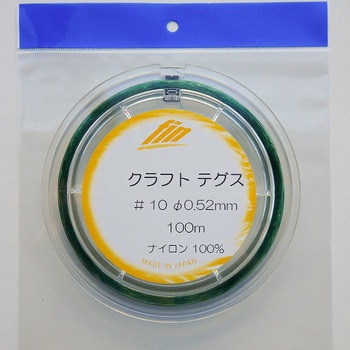 fin
クラフト テグス
# 10 φ0.52mm
100m
ナイロン 100%
MADE IN JAPAN